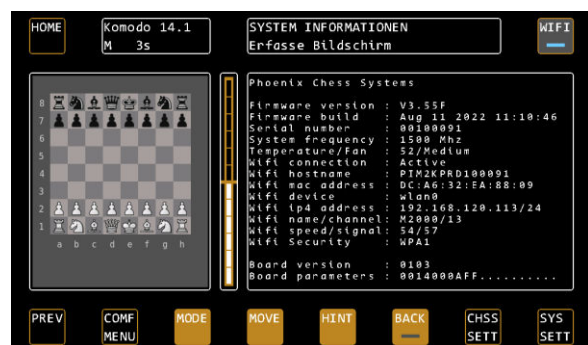 HOME
Komodo 14.1
M 3s
SYSTEM INFORMATIONEN
Erfasse Bildschirm
WIFI
8
7
6
5
4
3
2
1
a b c d e f g h
Phoenix Chess Systems
Firmware version : V3.55F
Firmware build : Aug 11 2022 11:10:46
Serial number : 00100091
System frequency : 1500 Mhz
Temperature/Fan : 52/Medium
Wifi connection : Active
Wifi hostname : PIM2KPRD100091
Wifi mac address : DC:A6:32:EA:88:09
Wifi device : wlan0
Wifi ip4 address : 192.168.120.113/24
Wifi name/channel: M2000/13
Wifi speed/signal: 54/57
Wifi Security : WPA1
Board version : 0103
Board parameters : 0014000AFF..........
PREV
COMF
MENU
MODE
MOVE
HINT
BACK
CHSS
SETT
SYS
SETT